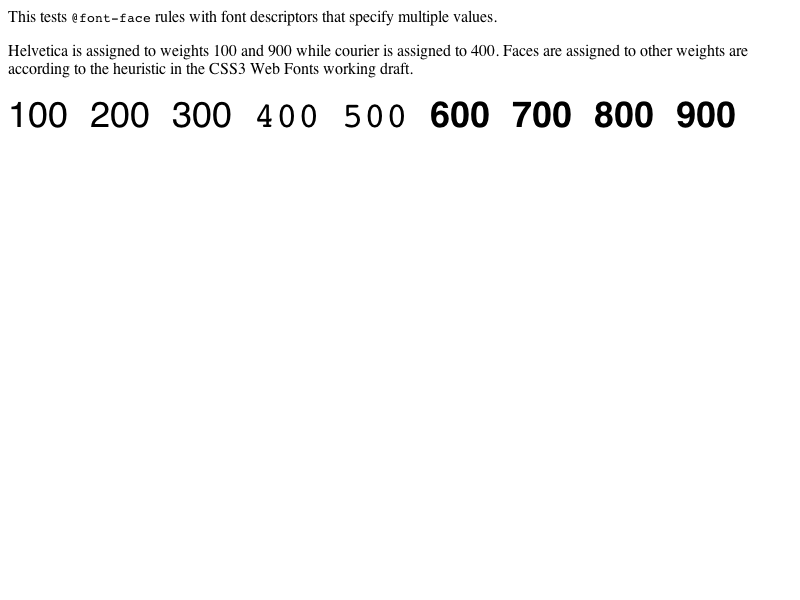 This tests @font-face rules with font descriptors that specify multiple values.
Helvetica is assigned to weights 100 and 900 while courier is assigned to 400. Faces are assigned to other weights are
according to the heuristic in the CSS3 Web Fonts working draft.
100 200 300 400 500 600 700 800 900